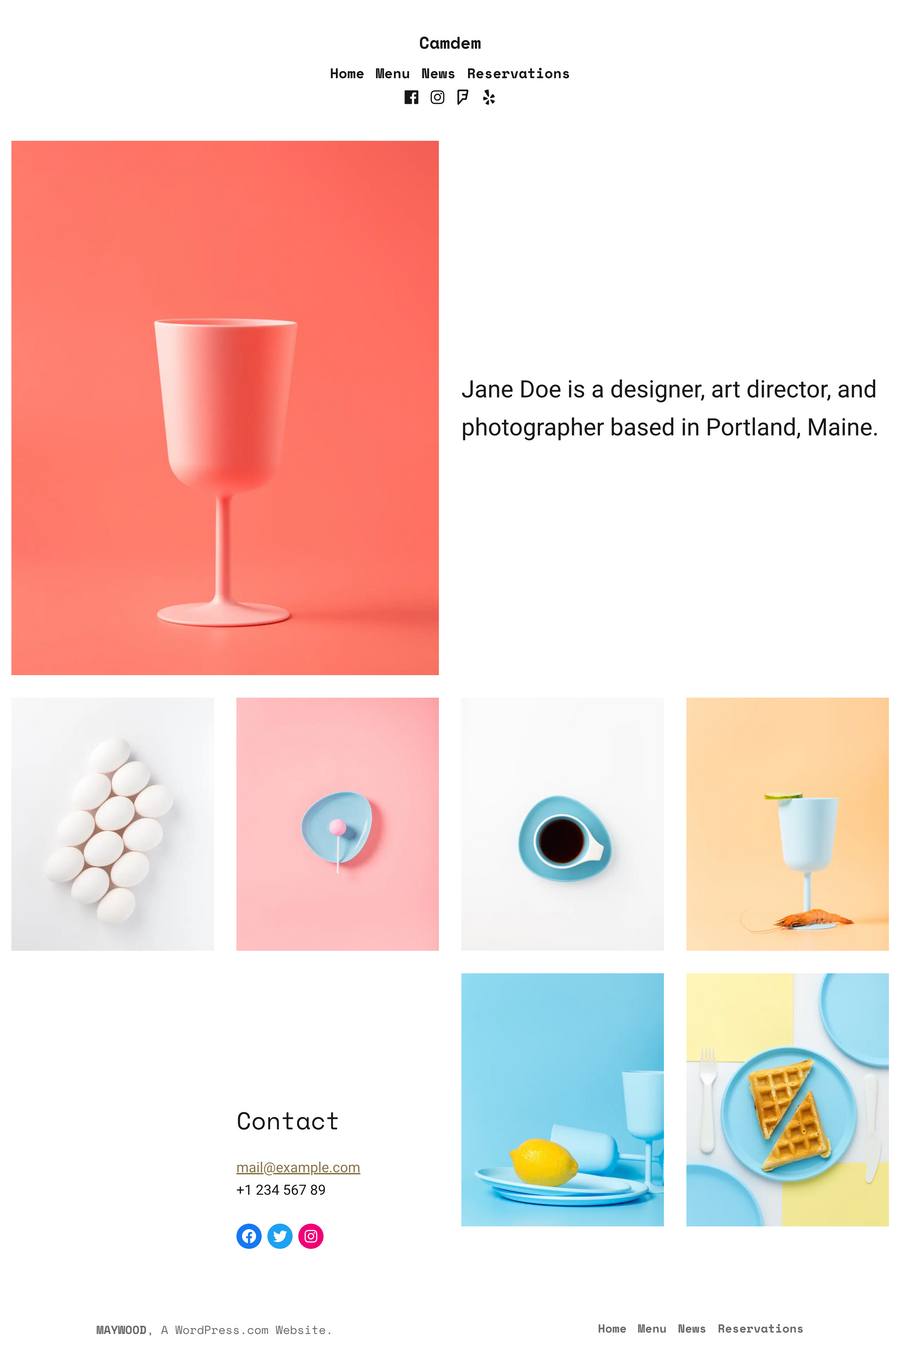 Camdem
Home Menu News Reservations
Jane Doe is a designer, art director, and
photographer based in Portland, Maine.
Contact
mail@example.com
+1 234 567 89
MAYWOOD, A WordPress.com Website.
Home Menu News Reservations